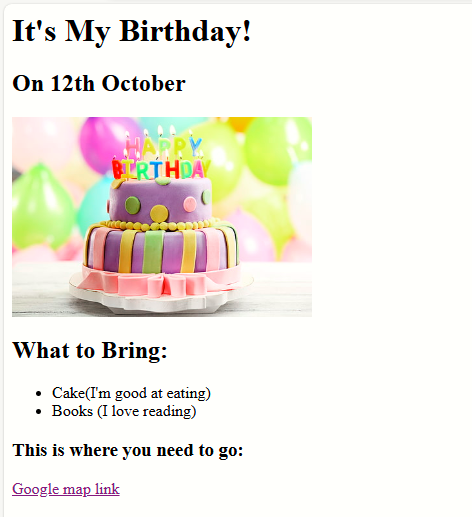 It's My Birthday!
On 12th October
HAPPY
BIRTHDAY
What to Bring:
Cake(I'm good at eating)
Books (I love reading)
This is where you need to go:
Google map link